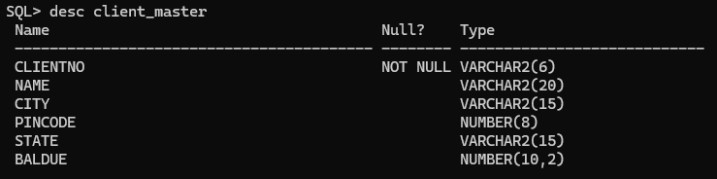 SQL> desc client_master
Name Null? Type
----------------------------------------- -------- ----------------------------
CLIENTNO NOT NULL VARCHAR2(6)
NAME VARCHAR2(20)
CITY VARCHAR2(15)
PINCODE NUMBER(8)
STATE VARCHAR2(15)
BALDUE NUMBER(10,2)